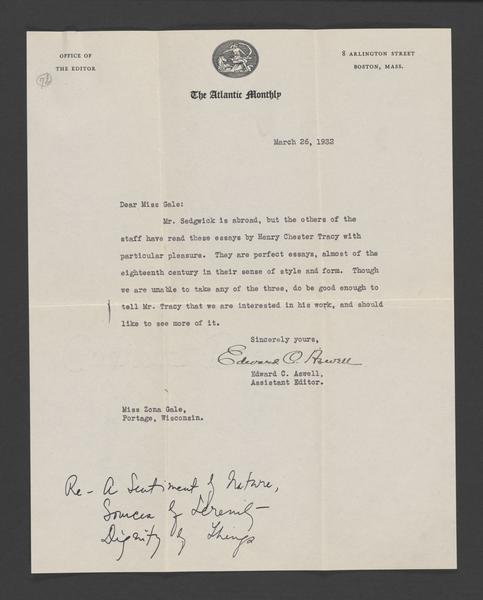 OFFICE OF
THE EDITOR
8 ARLINGTON STREET
BOSTON, MASS.
The Atlantic Monthly
March 26, 1932
Dear Miss Gale:
Mr. Sedgwick is abroad, but the others of the
staff have read these essays by Henry Chester Tracy with
particular pleasure. They are perfect essays, almost of the
eighteenth century in their sense of style and form. Though
we are unable to take any of the three, do be good enough to
tell Mr. Tracy that we are interested in his work, and should
like to see more of it.
Sincerely yours,
Edward C. Aswell
Edward C. Aswell,
Assistant Editor.
Miss Zona Gale,
Portage, Wisconsin.
Re - A Sentiment of Nature,
Sources of Serenity -
Dignity of Things